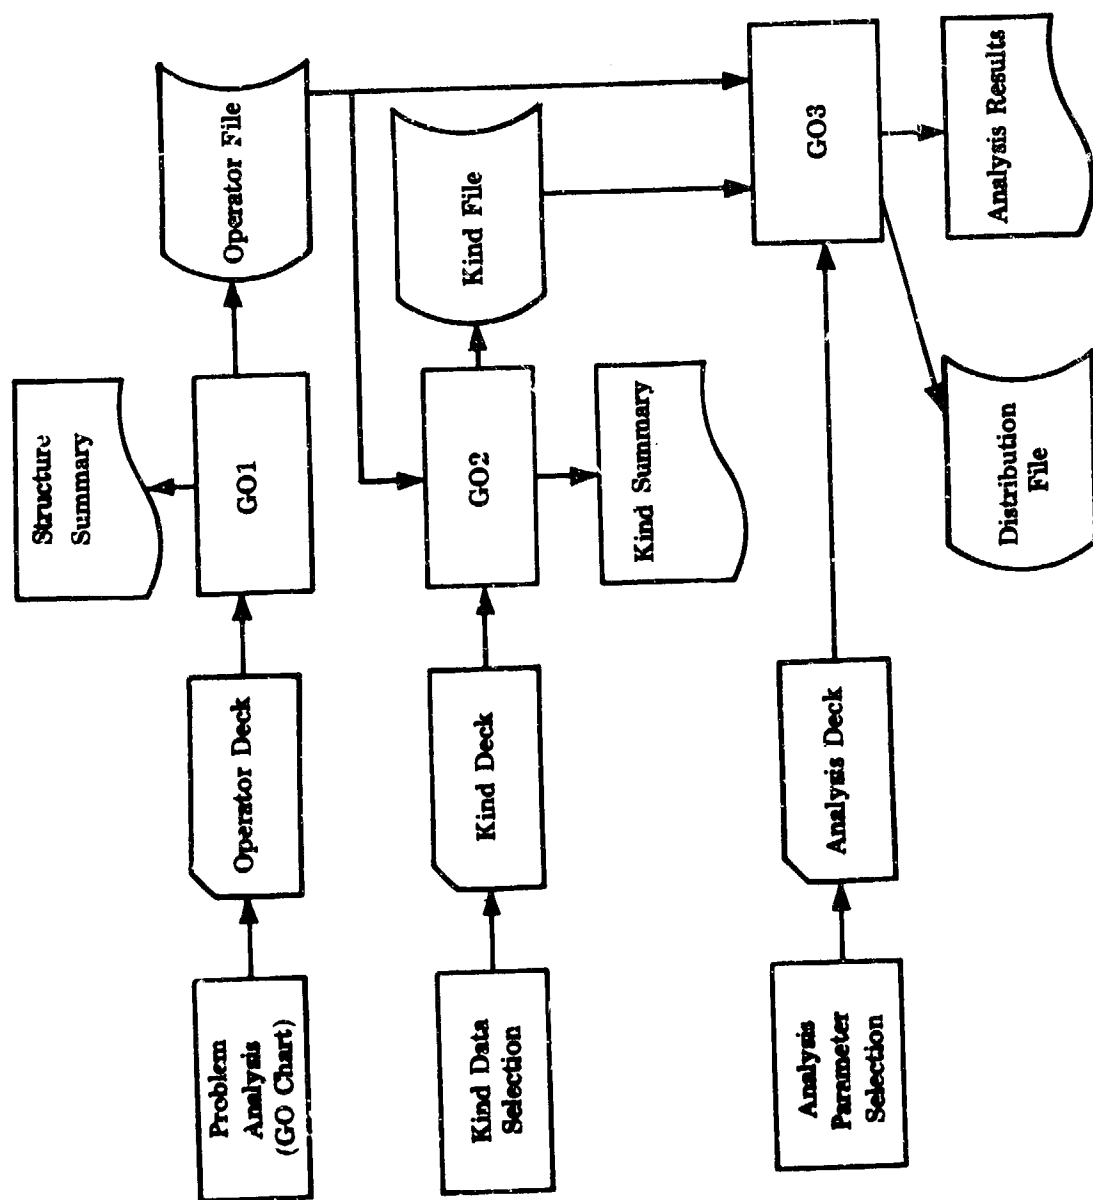 Problem
Analysis
(GO Chart)
Operator Deck
GO1
Structure
Summary
Operator File
Kind Data
Selection
Kind Deck
GO2
Kind Summary
Kind File
Analysis
Parameter
Selection
Analysis Deck
GO3
Distribution
File
Analysis Results